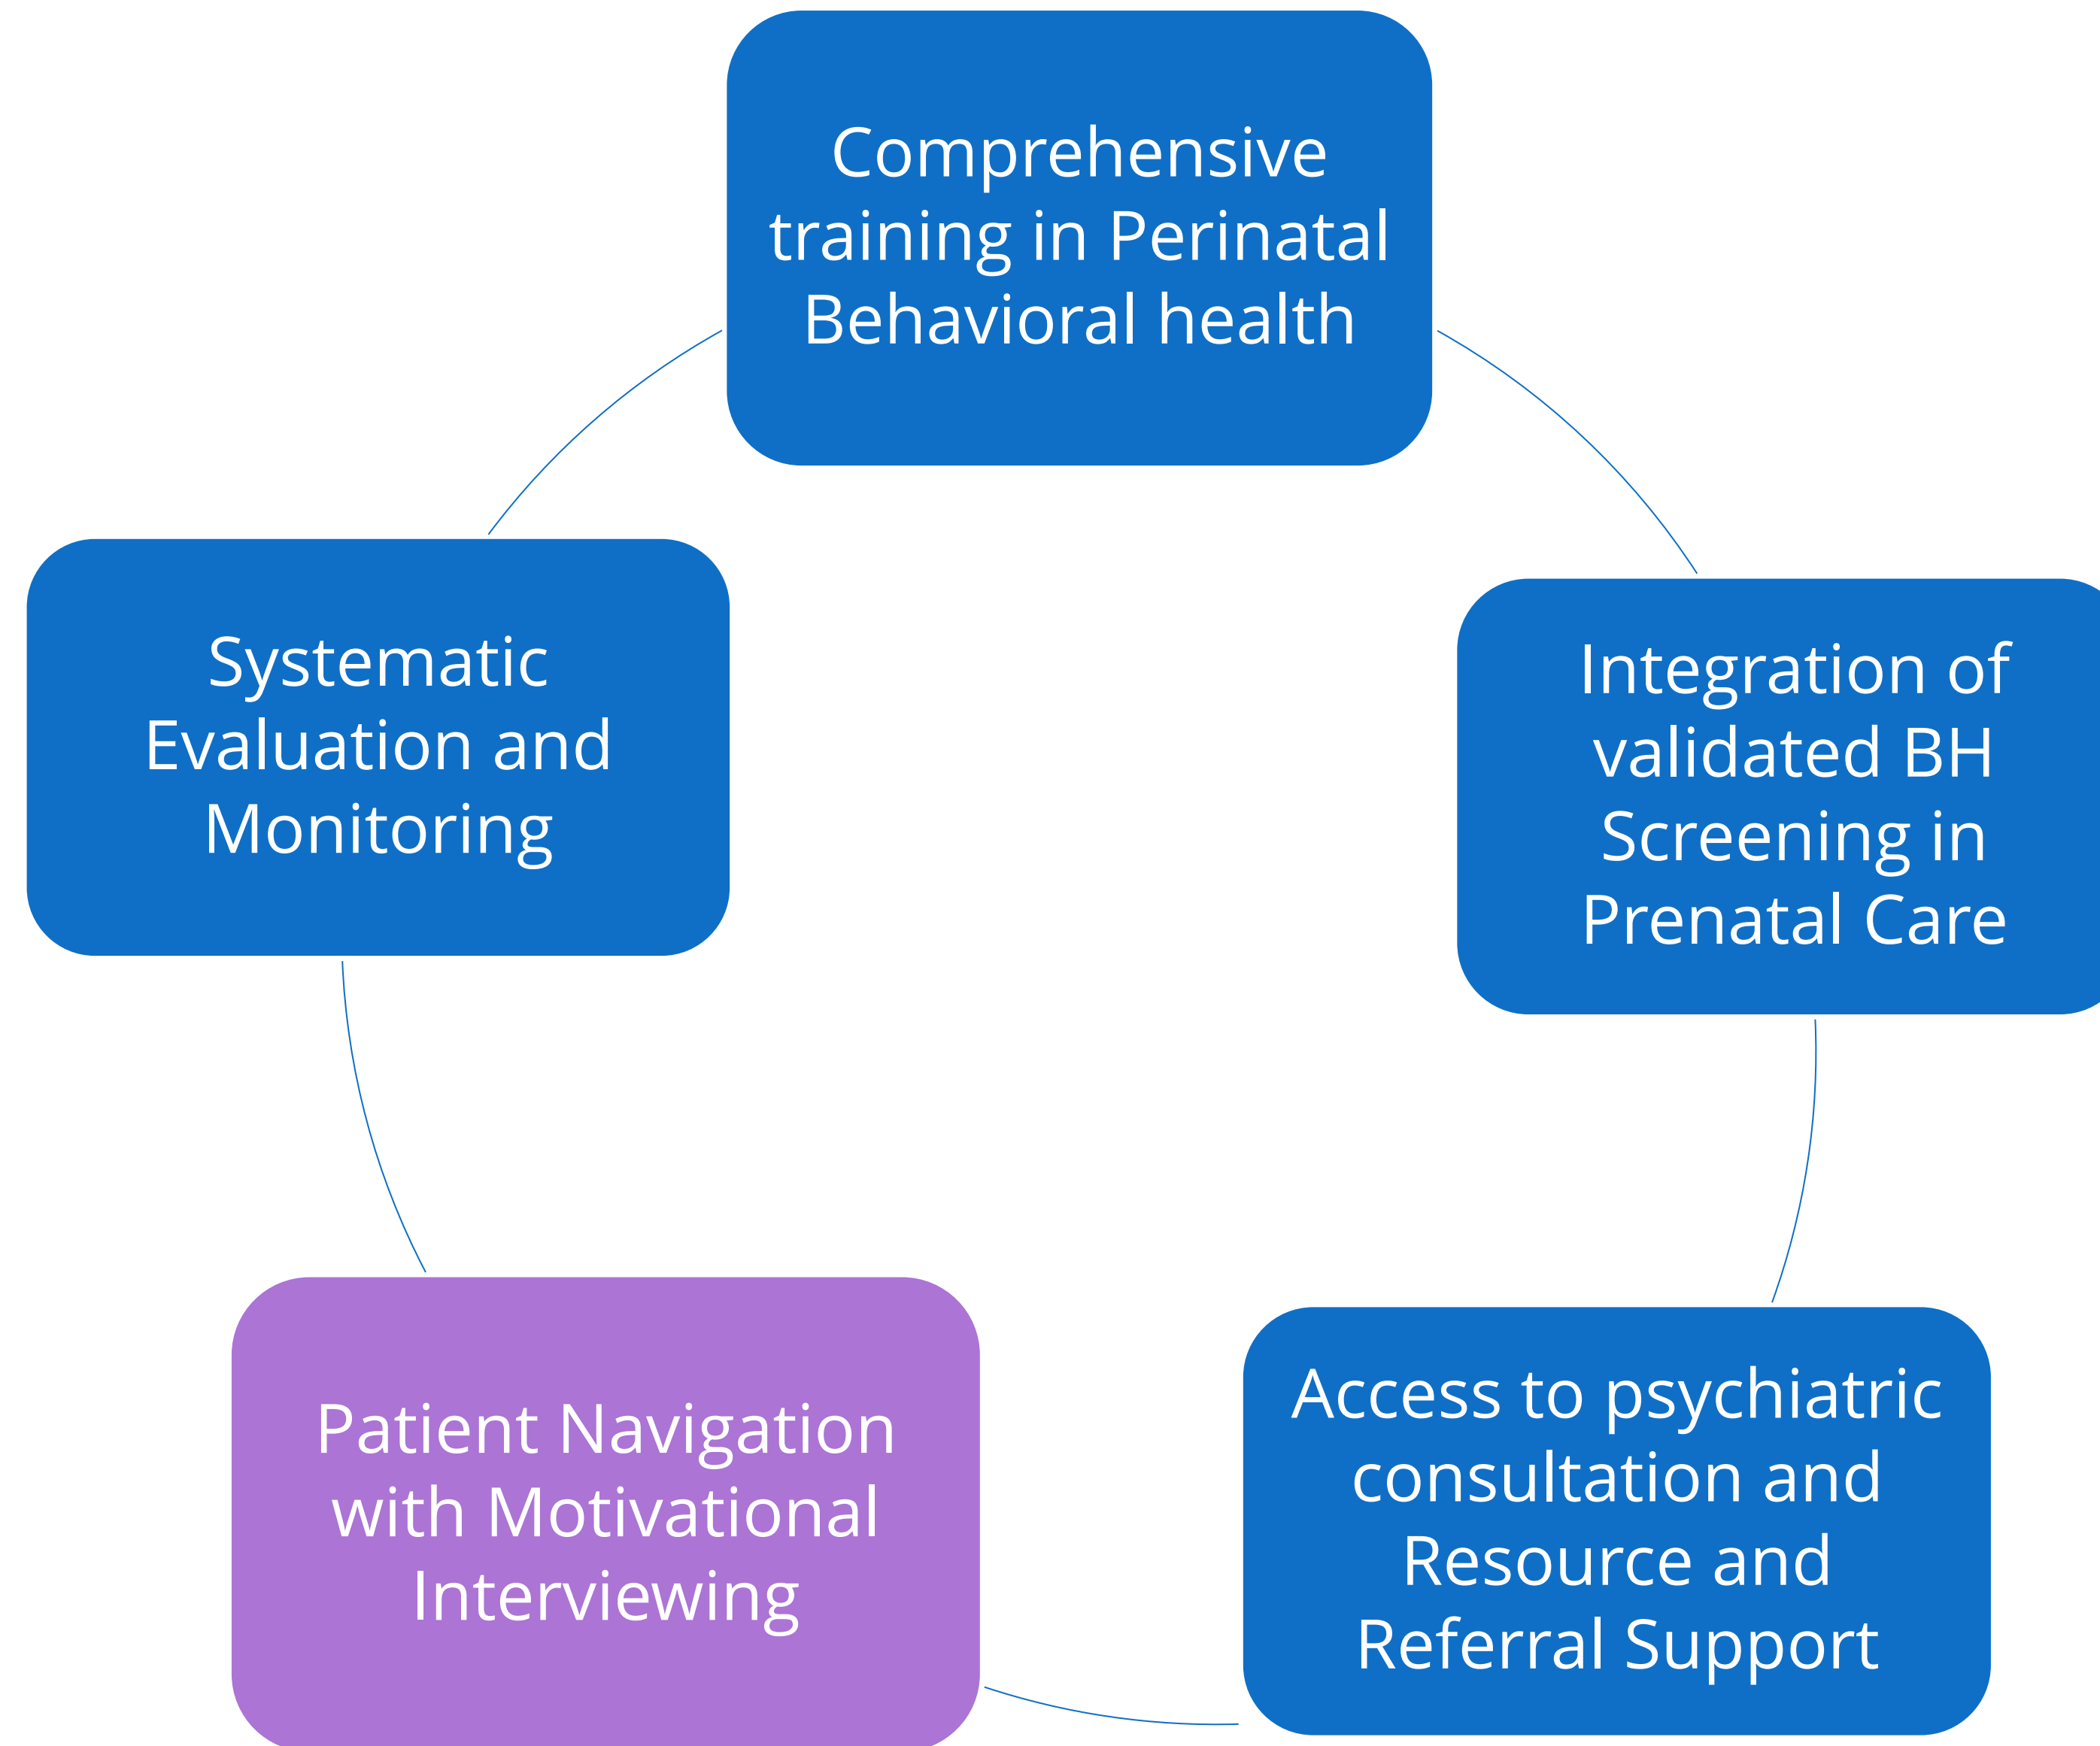 Comprehensive
training in Perinatal
Behavioral health
Systematic
Evaluation and
Monitoring
Integration of
validated BH
Screening in
Prenatal Care
Patient Navigation
with Motivational
Interviewing
Access to psychiatric
consultation and
Resource and
Referral Support